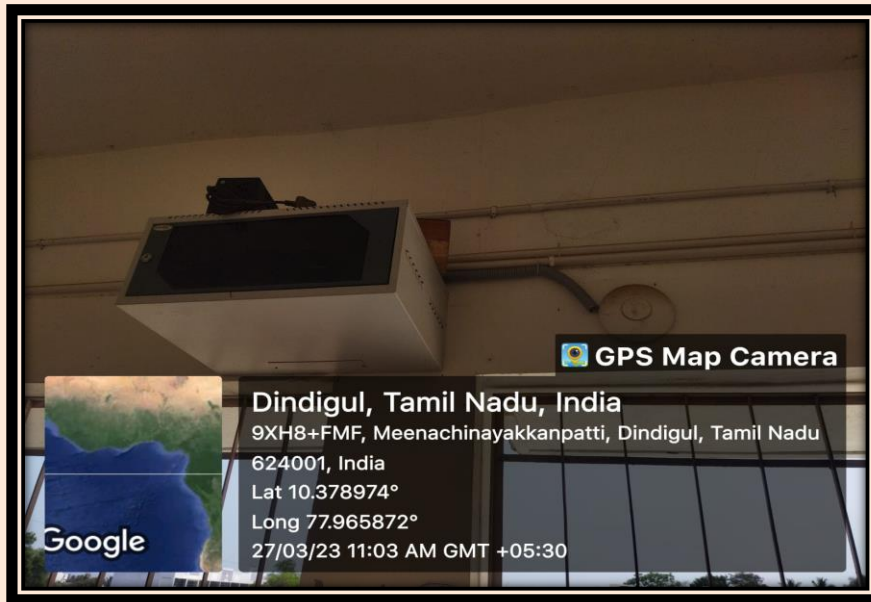 GPS Map Camera
Dindigul, Tamil Nadu, India
9XH8+FMF, Meenachinayakkanpatti, Dindigul, Tamil Nadu
624001, India
Lat 10.378974°
Long 77.965872°
27/03/23 11:03 AM GMT +05:30
Google